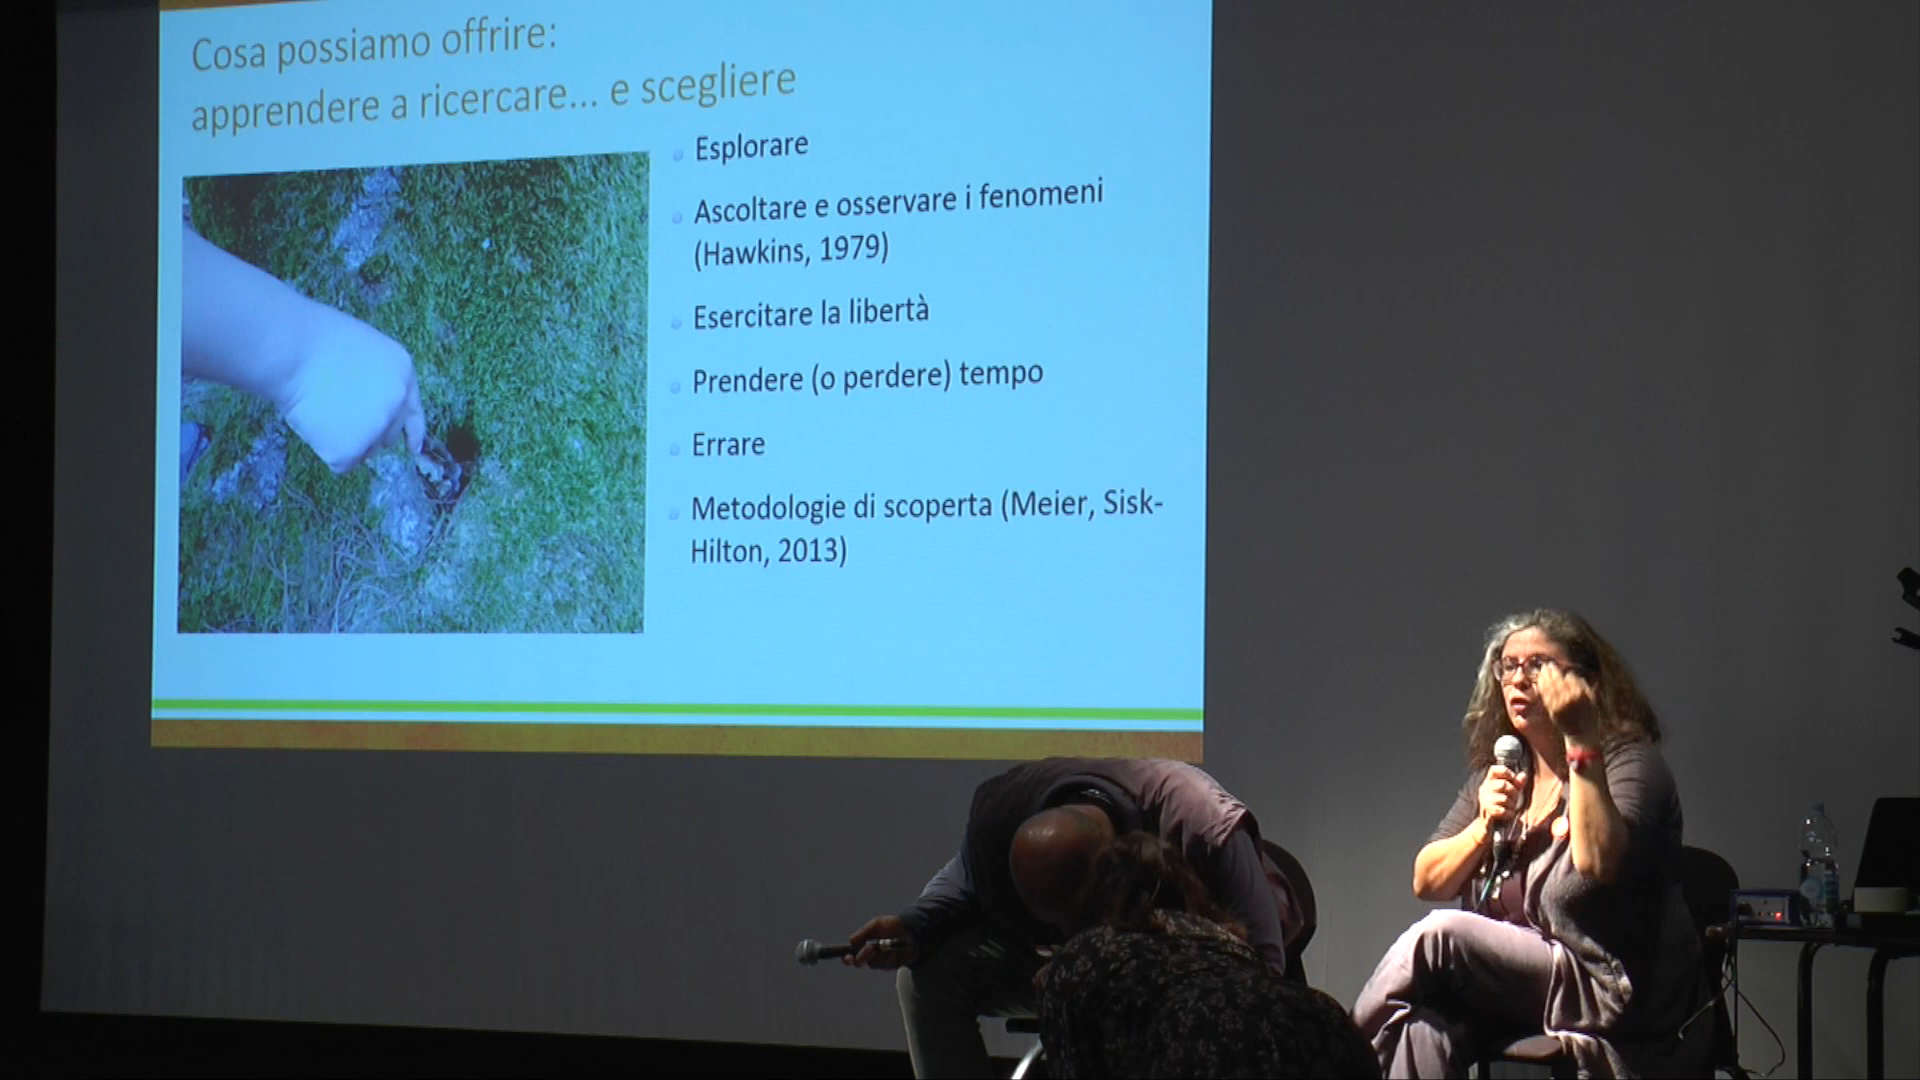 Cosa possiamo offrire:
apprendere a ricercare... e scegliere
Esplorare
Ascoltare e osservare i fenomeni
(Hawkins, 1979)
Esercitare la libertà
Prendere (o perdere) tempo
Errare
Metodologie di scoperta (Meier, Sisk-
Hilton, 2013)